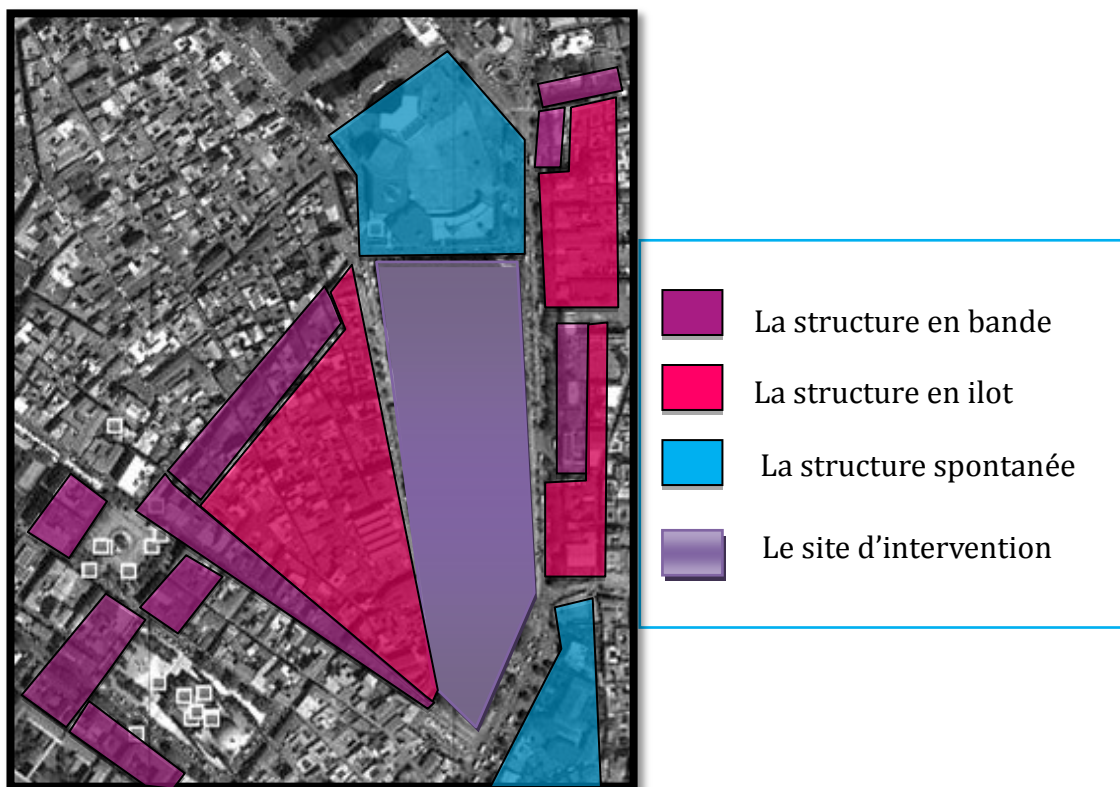 La structure en bande
La structure en ilot
La structure spontanée
Le site d’intervention